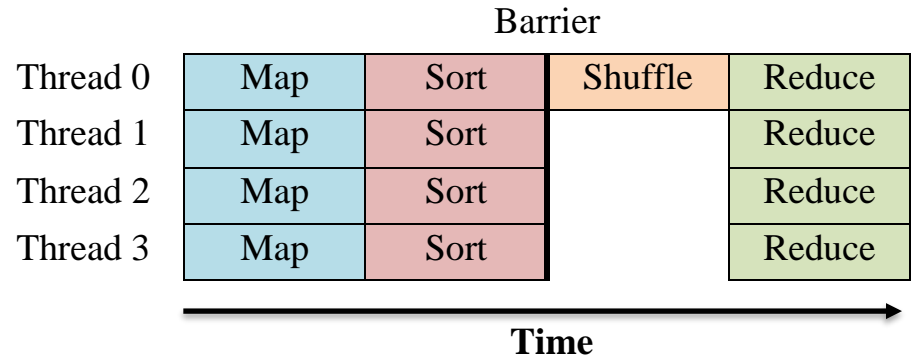 Barrier
Thread 0 Map Sort Shuffle Reduce
Thread 1 Map Sort Reduce
Thread 2 Map Sort Reduce
Thread 3 Map Sort Reduce
Time